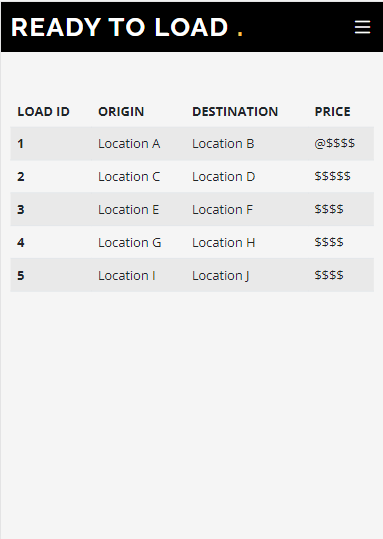 READY TO LOAD .
LOAD ID ORIGIN DESTINATION PRICE
1 Location A Location B @$$$$
2 Location C Location D $$$$$
3 Location E Location F $$$$
4 Location G Location H $$$$
5 Location I Location J $$$$